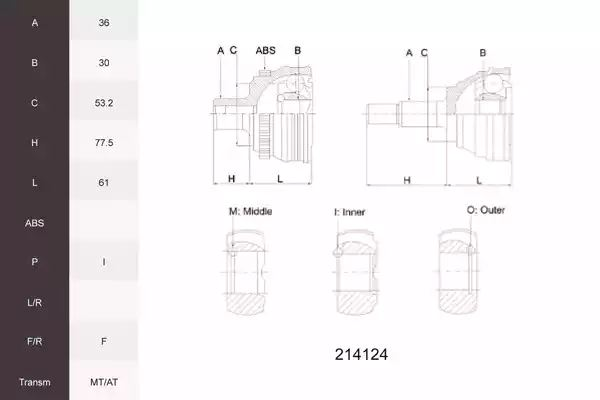 A 36
B 30
C 53.2
H 77.5
L 61
ABS
P I
L/R
F/R F
Transm MT/AT
A C ABS B
A C B
H L
H L
M: Middle
I: Inner
O: Outer
214124